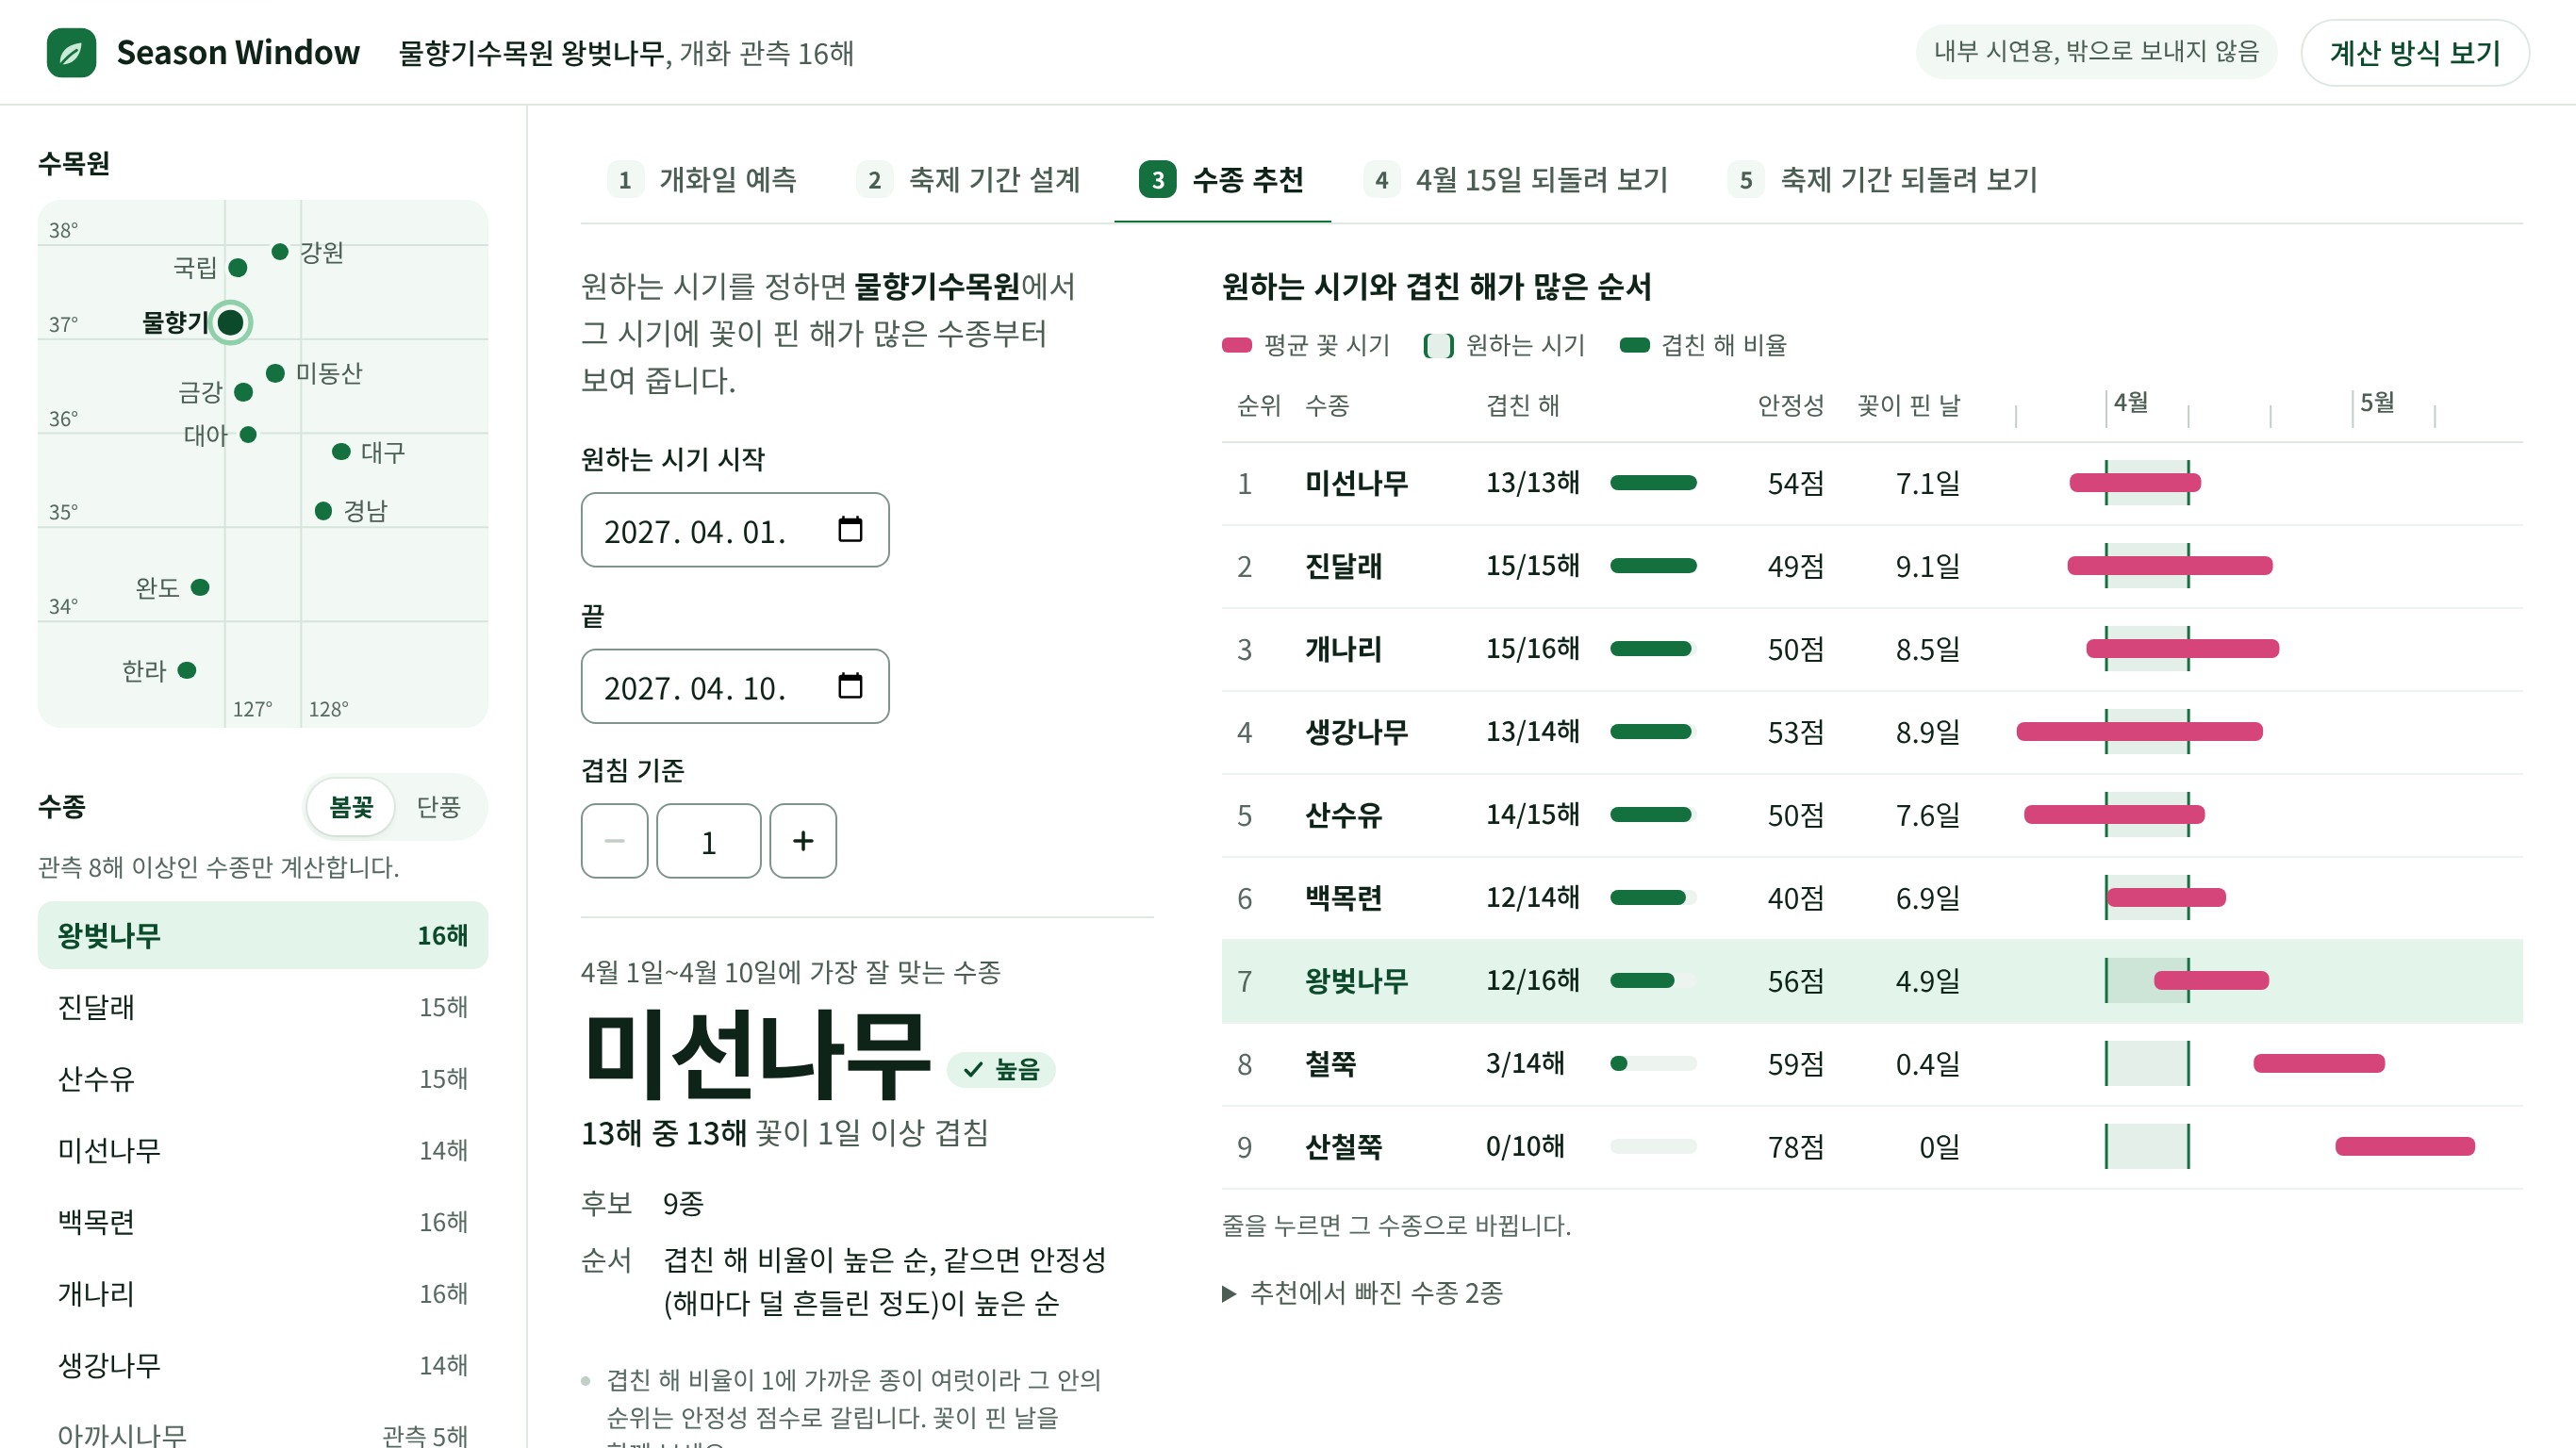 Season Window
물향기수목원 왕벚나무, 개화 관측 16해
내부 시연용, 밖으로 보내지 않음
계산 방식 보기
수목원
38°
강원
국립
물향기
37°
미동산
금강
36°
대아
대구
35°
경남
완도
34°
한라
127°
128°
수종
봄꽃
단풍
관측 8해 이상인 수종만 계산합니다.
왕벚나무 16해
진달래 15해
산수유 15해
미선나무 14해
백목련 16해
개나리 16해
생강나무 14해
아까시나무 관측 5해
1 개화일 예측
2 축제 기간 설계
3 수종 추천
4 4월 15일 되돌려 보기
5 축제 기간 되돌려 보기
원하는 시기를 정하면 물향기수목원에서
그 시기에 꽃이 핀 해가 많은 수종부터
보여 줍니다.
원하는 시기 시작
2027. 04. 01.
끝
2027. 04. 10.
겹침 기준
− 1 +
4월 1일~4월 10일에 가장 잘 맞는 수종
미선나무 높음
13해 중 13해 꽃이 1일 이상 겹침
후보 9종
순서 겹친 해 비율이 높은 순, 같으면 안정성
(해마다 덜 흔들린 정도)이 높은 순
겹친 해 비율이 1에 가까운 종이 여럿이라 그 안의
순위는 안정성 점수로 갈립니다. 꽃이 핀 날을
원하는 시기와 겹친 해가 많은 순서
평균 꽃 시기 원하는 시기 겹친 해 비율
순위 수종 겹친 해 안정성 꽃이 핀 날 4월 5월
1 미선나무 13/13해 54점 7.1일
2 진달래 15/15해 49점 9.1일
3 개나리 15/16해 50점 8.5일
4 생강나무 13/14해 53점 8.9일
5 산수유 14/15해 50점 7.6일
6 백목련 12/14해 40점 6.9일
7 왕벚나무 12/16해 56점 4.9일
8 철쭉 3/14해 59점 0.4일
9 산철쭉 0/10해 78점 0일
줄을 누르면 그 수종으로 바뀝니다.
▶ 추천에서 빠진 수종 2종